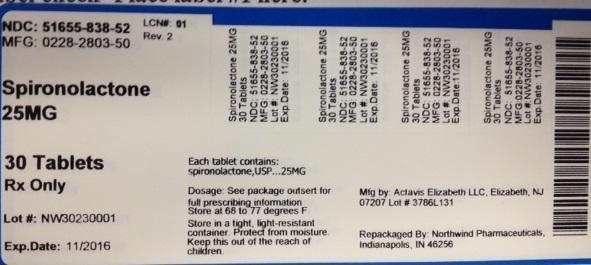 NDC: 51655-838-52
MFG: 0228-2803-50
LCN#: 01
Rev. 2
Spironolactone
25MG
30 Tablets
Rx Only
Lot #: NW30230001
Exp.Date: 11/2016
Each tablet contains:
spironolactone,USP...25MG
Dosage: See package outsert for
full prescribing information
Store at 68 to 77 degrees F
Store in a tight, light-resistant
container. Protect from moisture.
Keep this out of the reach of
children.
Spironolactone 25MG
30 Tablets
NDC: 51655-838-52
MFG: 0228-2803-50
Lot #: NW30230001
Exp.Date: 11/2016
Spironolactone 25MG
30 Tablets
NDC: 51655-838-52
MFG: 0228-2803-50
Lot #: NW30230001
Exp.Date: 11/2016
Spironolactone 25MG
30 Tablets
NDC: 51655-838-52
MFG: 0228-2803-50
Lot #: NW30230001
Exp.Date: 11/2016
Spironolactone 25MG
30 Tablets
NDC: 51655-838-52
MFG: 0228-2803-50
Lot #: NW30230001
Exp.Date: 11/2016
Mfg by: Actavis Elizabeth LLC, Elizabeth, NJ
07207 Lot # 3786L131
Repackaged By: Northwind Pharmaceuticals,
Indianapolis, IN 46256